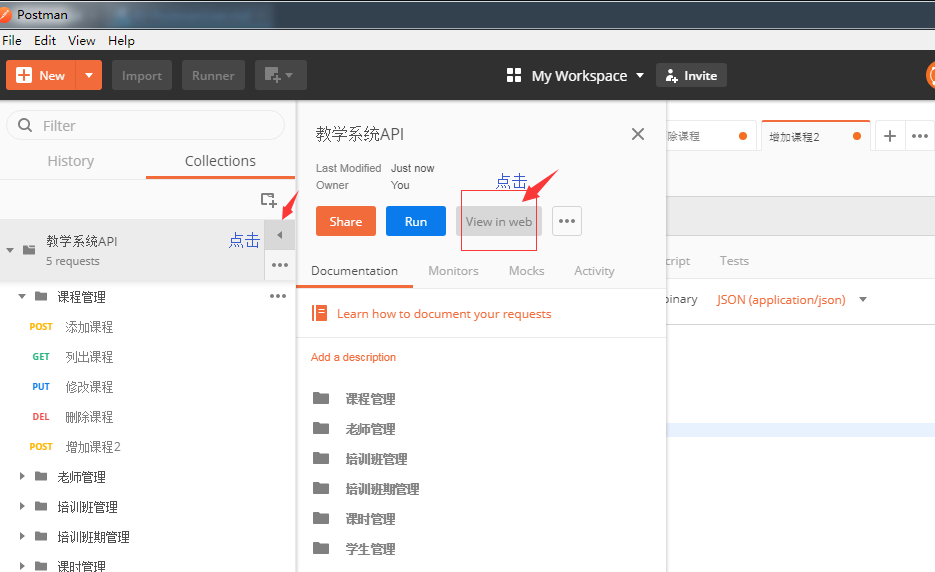 Postman
File Edit View Help
New Import Runner My Workspace Invite
Filter
History Collections
点击
教学系统API
5 requests
课程管理
POST 添加课程
GET 列出课程
PUT 修改课程
DEL 删除课程
POST 增加课程2
老师管理
培训班管理
培训班期管理
课时管理
教学系统API
Last Modified Just now
Owner You
点击
Share Run View in web
Documentation Monitors Mocks Activity
Learn how to document your requests
Add a description
课程管理
老师管理
培训班管理
培训班期管理
课时管理
学生管理
除课程 增加课程2
cript Tests
inary JSON (application/json)